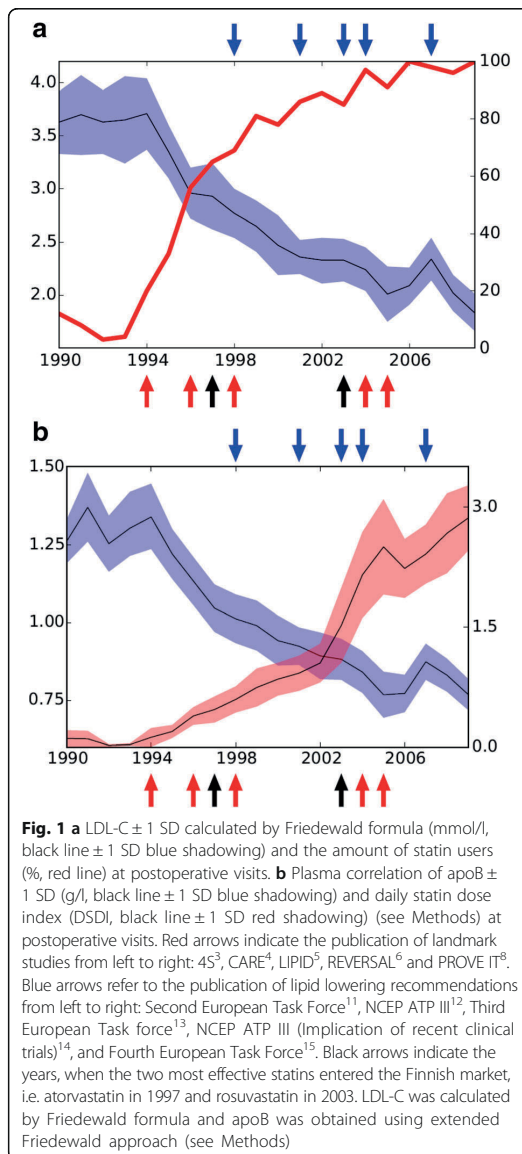 a
4.0
3.5
3.0
2.5
2.0
100
80
60
40
20
0
1990 1994 1998 2002 2006
b
1.50
1.25
1.00
0.75
3.0
1.5
0.0
1990 1994 1998 2002 2006
Fig. 1 a LDL-C ± 1 SD calculated by Friedewald formula (mmol/l,
black line ± 1 SD blue shadowing) and the amount of statin users
(%, red line) at postoperative visits. b Plasma correlation of apoB ±
1 SD (g/l, black line ± 1 SD blue shadowing) and daily statin dose
index (DSDI, black line ± 1 SD red shadowing) (see Methods) at
postoperative visits. Red arrows indicate the publication of landmark
studies from left to right: 4S³, CARE⁴, LIPID⁵, REVERSAL⁶ and PROVE IT⁸.
Blue arrows refer to the publication of lipid lowering recommendations
from left to right: Second European Task Force¹¹, NCEP ATP III¹², Third
European Task force¹³, NCEP ATP III (Implication of recent clinical
trials)¹⁴, and Fourth European Task Force¹⁵. Black arrows indicate the
years, when the two most effective statins entered the Finnish market,
i.e. atorvastatin in 1997 and rosuvastatin in 2003. LDL-C was calculated
by Friedewald formula and apoB was obtained using extended
Friedewald approach (see Methods)